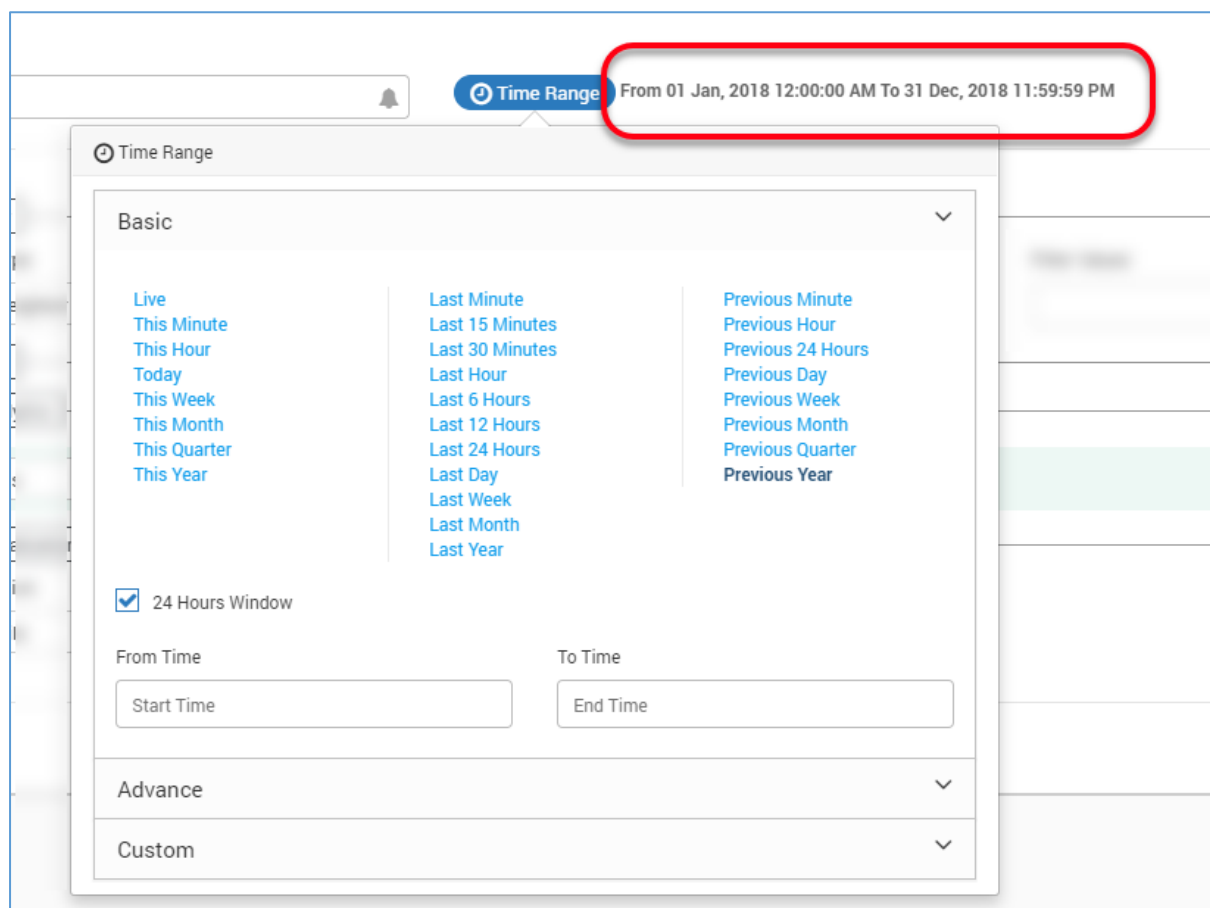 Time Range
From 01 Jan, 2018 12:00:00 AM To 31 Dec, 2018 11:59:59 PM
Time Range
Basic
Live
This Minute
This Hour
Today
This Week
This Month
This Quarter
This Year
Last Minute
Last 15 Minutes
Last 30 Minutes
Last Hour
Last 6 Hours
Last 12 Hours
Last 24 Hours
Last Day
Last Week
Last Month
Last Year
Previous Minute
Previous Hour
Previous 24 Hours
Previous Day
Previous Week
Previous Month
Previous Quarter
Previous Year
24 Hours Window
From Time
To Time
Start Time
End Time
Advance
Custom